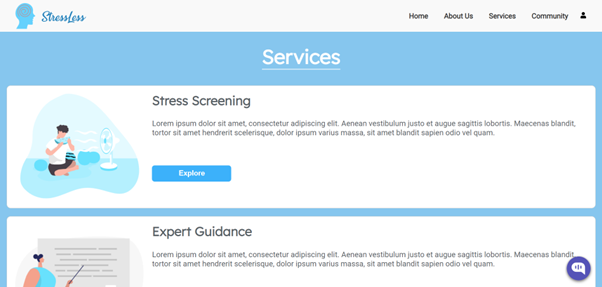 StressLess
Home About Us Services Community
Services
Stress Screening
Lorem ipsum dolor sit amet, consectetur adipiscing elit. Aenean vestibulum justo et augue sagittis lobortis. Maecenas blandit,
tortor sit amet hendrerit scelerisque, dolor ipsum varius massa, sit amet blandit sapien odio vel quam.
Explore
Expert Guidance
Lorem ipsum dolor sit amet, consectetur adipiscing elit. Aenean vestibulum justo et augue sagittis lobortis. Maecenas blandit,
tortor sit amet hendrerit scelerisque, dolor ipsum varius massa, sit amet blandit sapien odio vel quam.